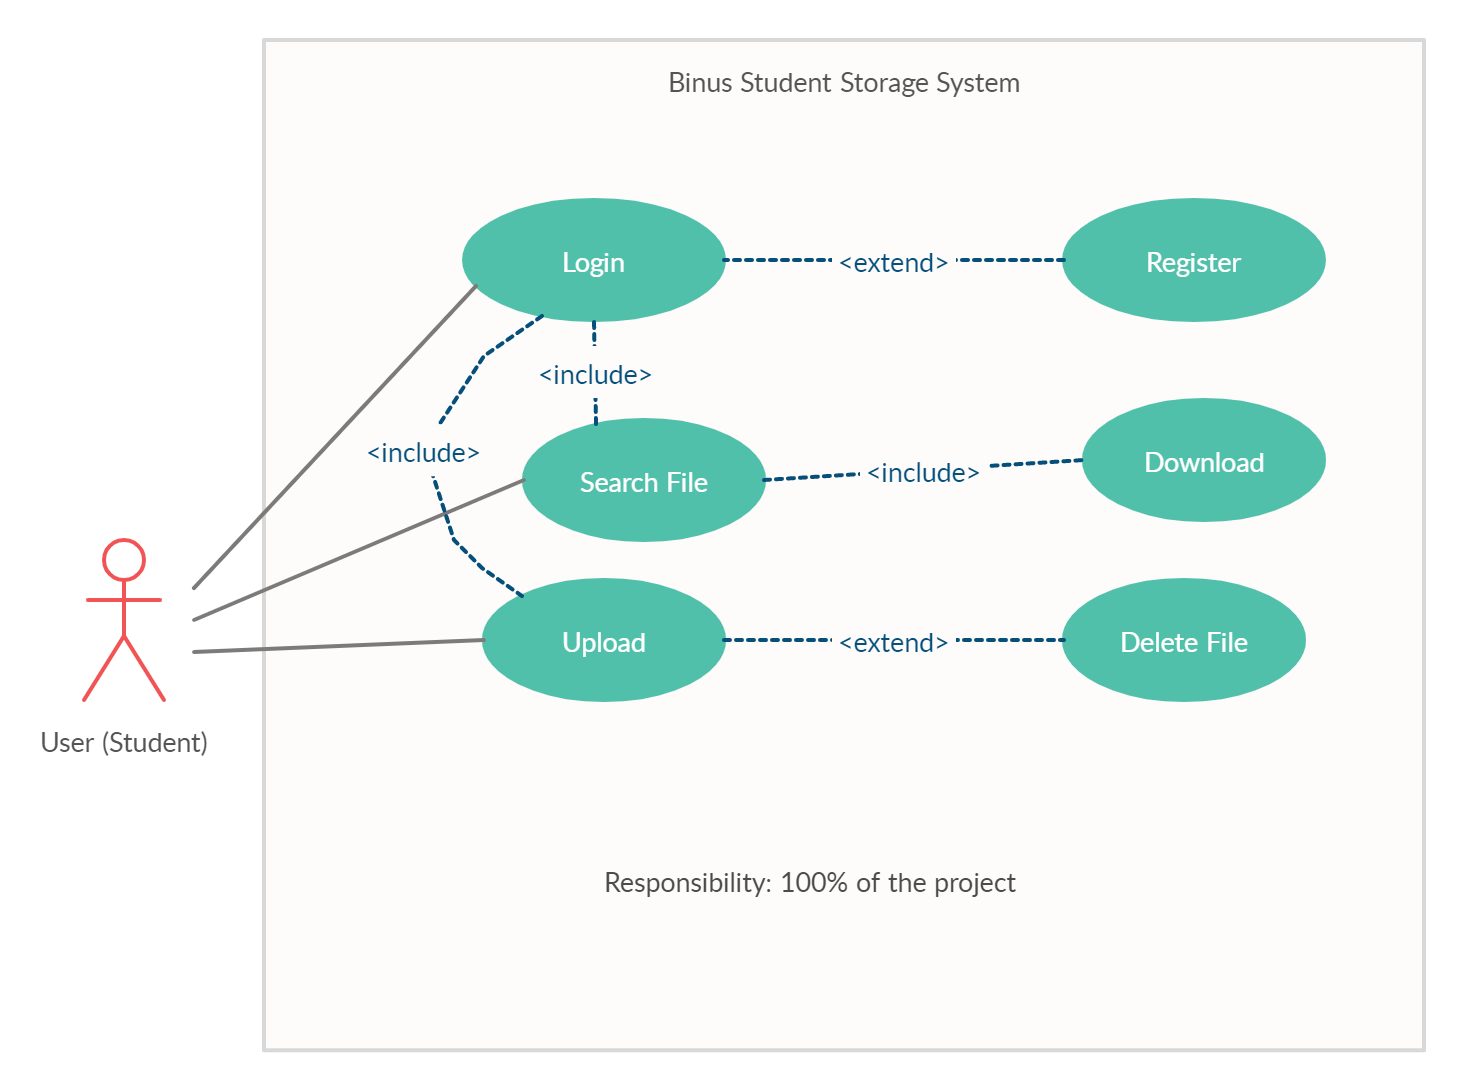 Binus Student Storage System
Login
<extend>
Register
<include>
<include>
Search File
<include>
Download
Upload
<extend>
Delete File
User (Student)
Responsibility: 100% of the project